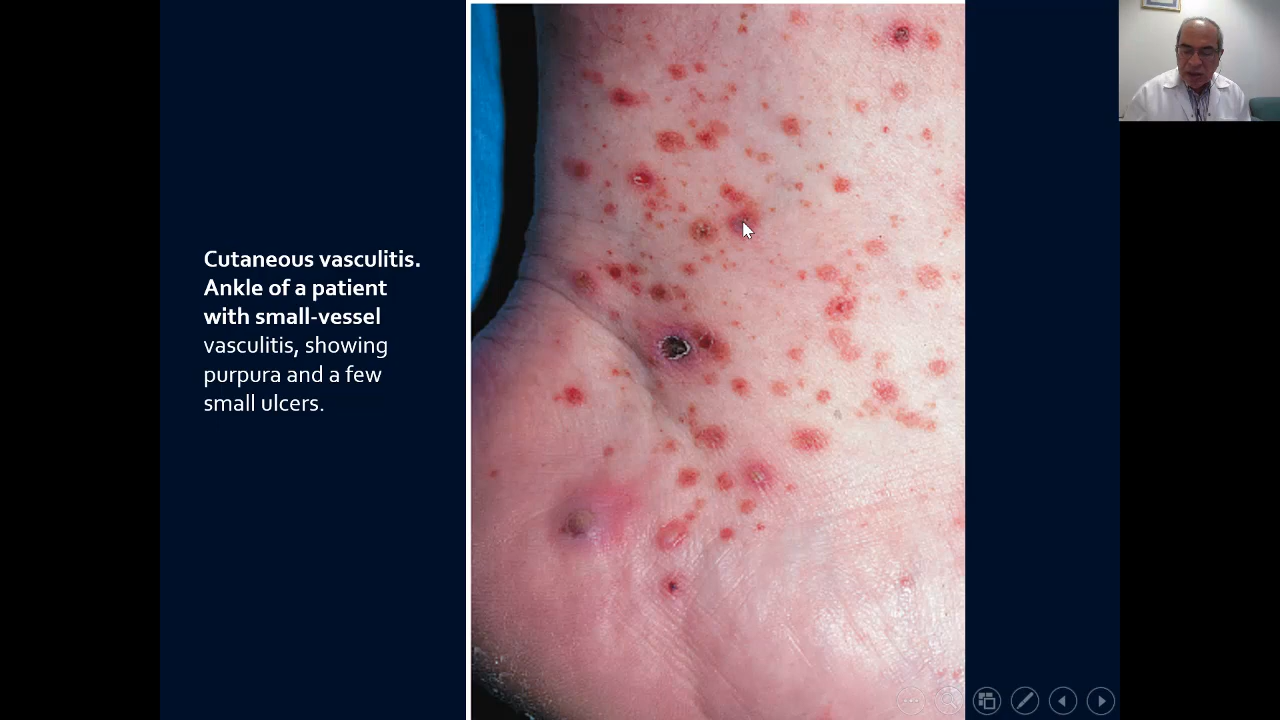 Cutaneous vasculitis.
Ankle of a patient
with small-vessel
vasculitis, showing
purpura and a few
small ulcers.